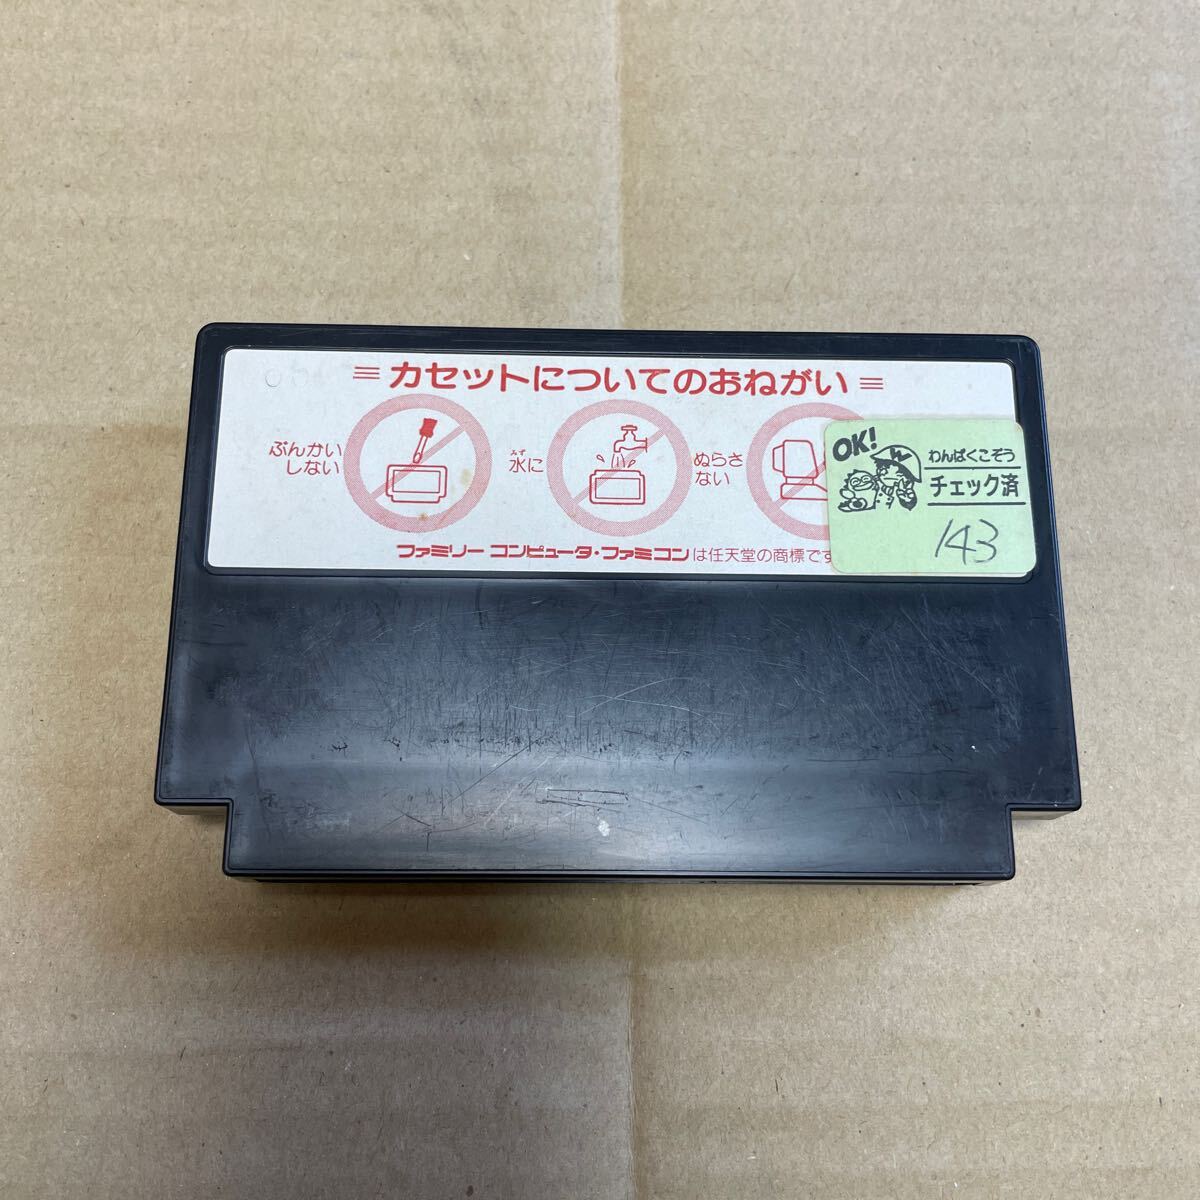 カセットについてのおねがい
ぶんかい
しない
みず
水に
ぬらさ
ない
ファミリー コンピュータ・ファミコンは任天堂の商標です
OK!
W
わんぱくこぞう
チェック済
143